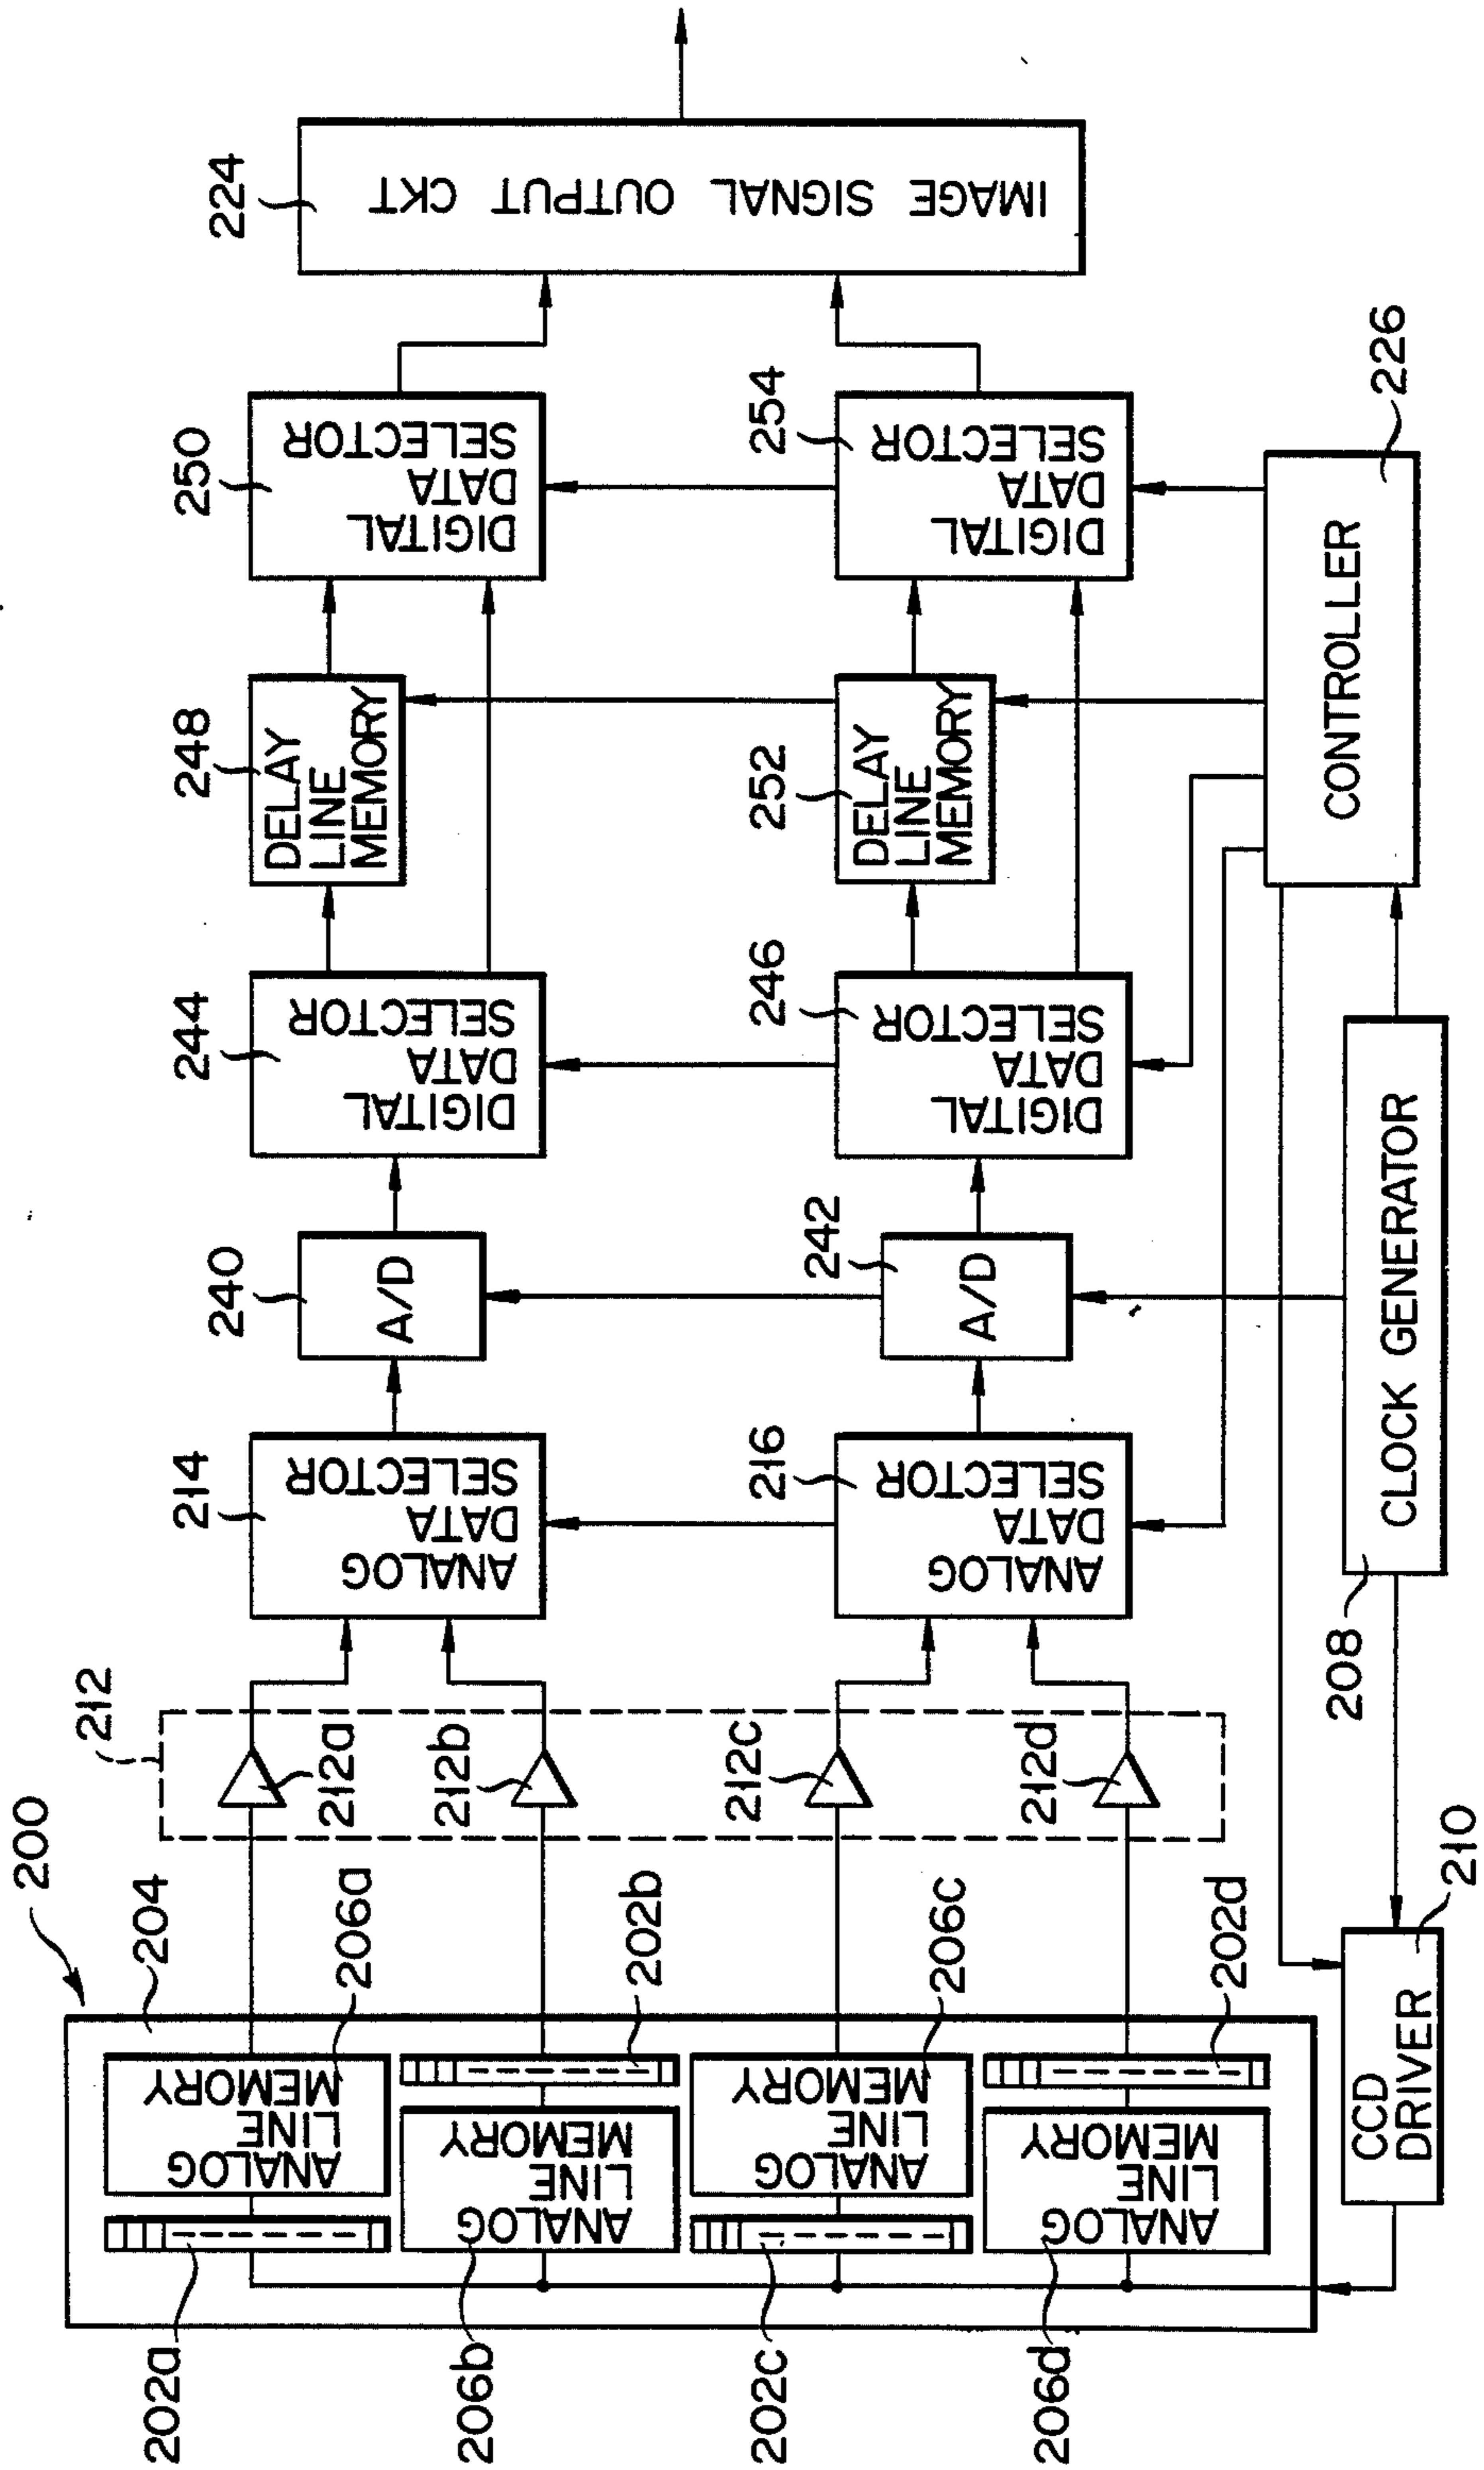 200
204
202a
ANALOG
LINE
MEMORY
206a
206b
ANALOG
LINE
MEMORY
202b
202c
ANALOG
LINE
MEMORY
206c
206d
ANALOG
LINE
MEMORY
202d
212
212a
212b
212c
212d
214
ANALOG
DATA
SELECTOR
216
ANALOG
DATA
SELECTOR
240
A/D
242
A/D
244
DIGITAL
DATA
SELECTOR
246
DIGITAL
DATA
SELECTOR
248
DELAY
LINE
MEMORY
252
DELAY
LINE
MEMORY
250
DIGITAL
DATA
SELECTOR
254
DIGITAL
DATA
SELECTOR
224
IMAGE SIGNAL OUTPUT CKT
CCD
DRIVER
210
208
CLOCK GENERATOR
CONTROLLER
226